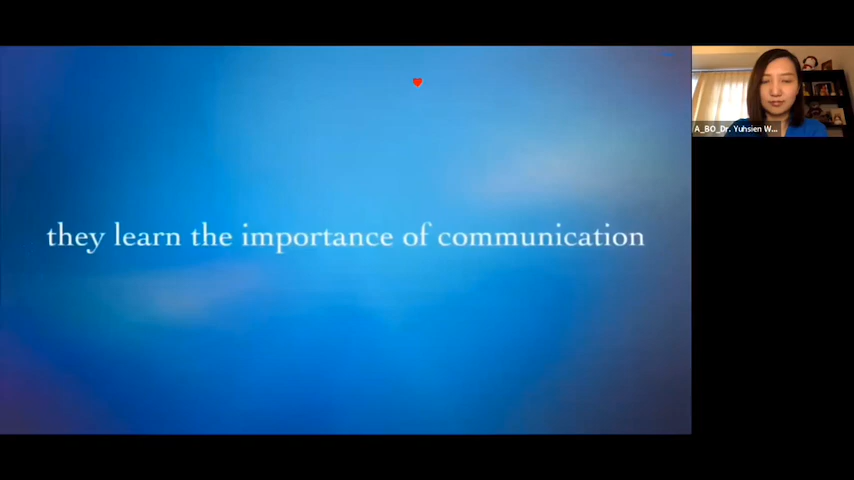 they learn the importance of communication
A_BO_Dr. Yuhsien W...